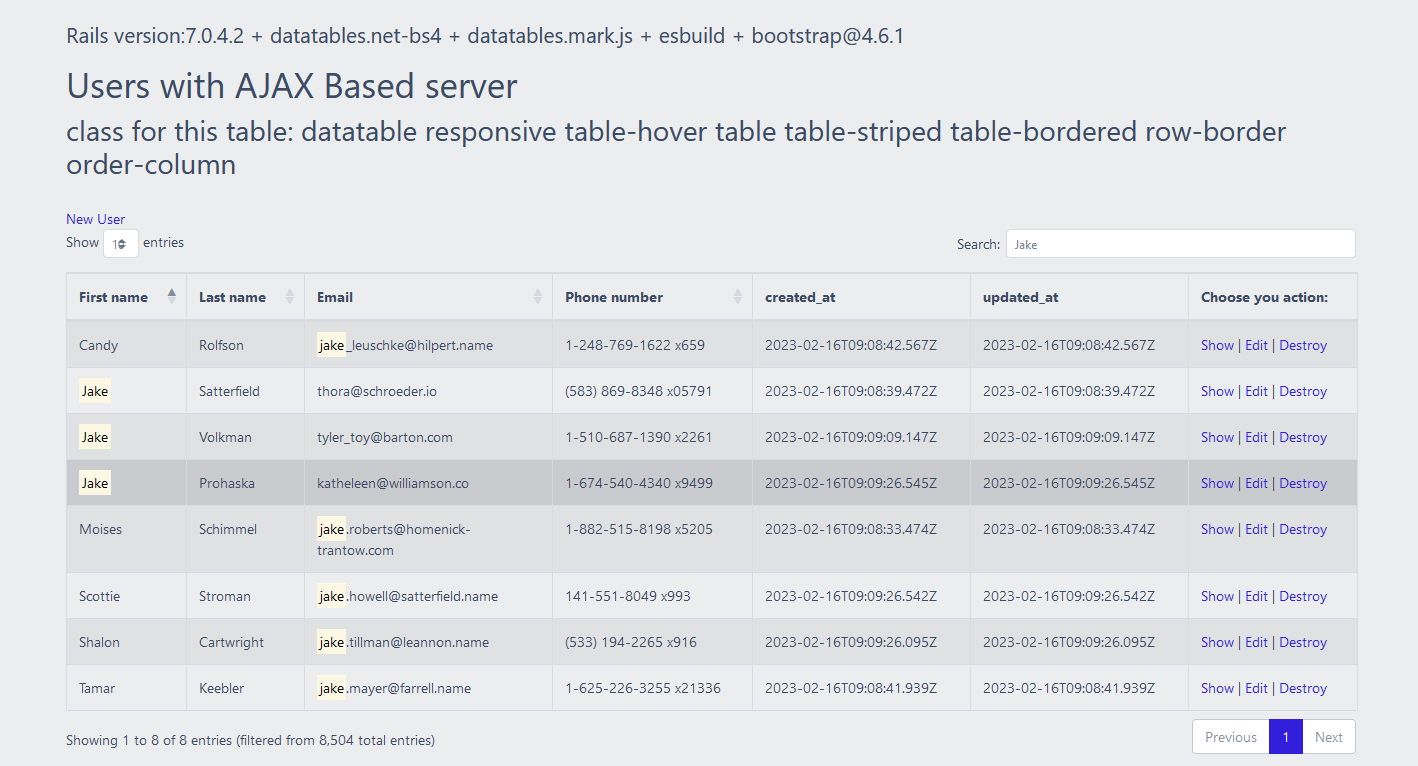 Rails version:7.0.4.2 + datatables.net-bs4 + datatables.mark.js + esbuild + bootstrap@4.6.1
Users with AJAX Based server
class for this table: datatable responsive table-hover table table-striped table-bordered row-border
order-column
New User
Show entries Search: Jake
First name Last name Email Phone number created_at updated_at Choose you action:
Candy Rolfson jake_leuschke@hilpert.name 1-248-769-1622 x659 2023-02-16T09:08:42.567Z 2023-02-16T09:08:42.567Z Show | Edit | Destroy
Jake Satterfield thora@schroeder.io (583) 869-8348 x05791 2023-02-16T09:08:39.472Z 2023-02-16T09:08:39.472Z Show | Edit | Destroy
Jake Volkman tyler_toy@barton.com 1-510-687-1390 x2261 2023-02-16T09:09:09.147Z 2023-02-16T09:09:09.147Z Show | Edit | Destroy
Jake Prohaska katheleen@williamson.co 1-674-540-4340 x9499 2023-02-16T09:09:26.545Z 2023-02-16T09:09:26.545Z Show | Edit | Destroy
Moises Schimmel jake.roberts@homenick- 1-882-515-8198 x5205 2023-02-16T09:08:33.474Z 2023-02-16T09:08:33.474Z Show | Edit | Destroy
trantow.com
Scottie Stroman jake.howell@satterfield.name 141-551-8049 x993 2023-02-16T09:09:26.542Z 2023-02-16T09:09:26.542Z Show | Edit | Destroy
Shalon Cartwright jake.tillman@leannon.name (533) 194-2265 x916 2023-02-16T09:09:26.095Z 2023-02-16T09:09:26.095Z Show | Edit | Destroy
Tamar Keebler jake.mayer@farrell.name 1-625-226-3255 x21336 2023-02-16T09:08:41.939Z 2023-02-16T09:08:41.939Z Show | Edit | Destroy
Showing 1 to 8 of 8 entries (filtered from 8,504 total entries) Previous 1 Next